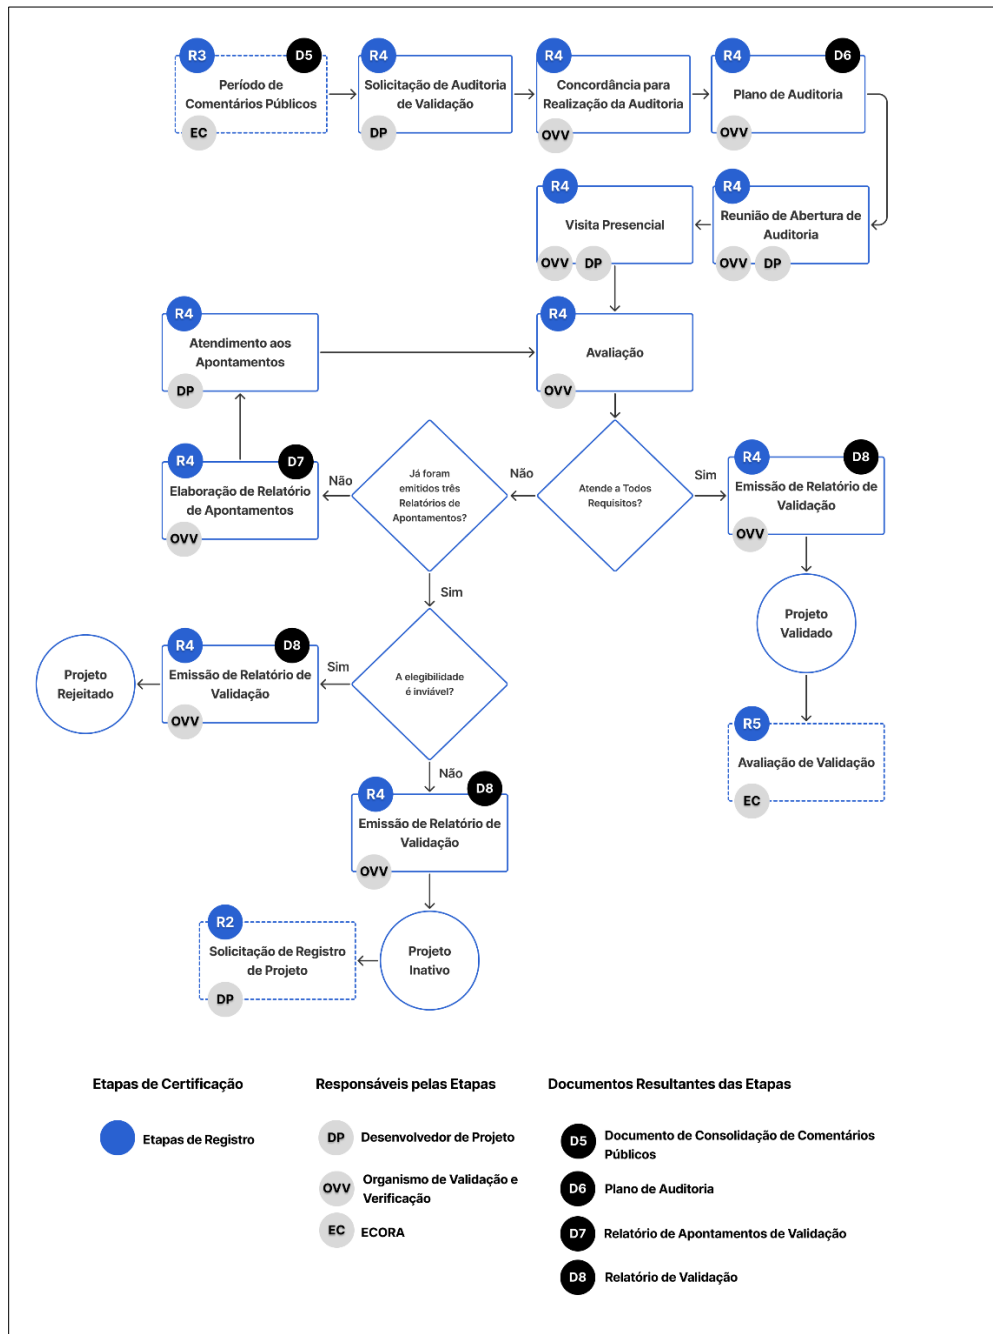 R3
D5
Período de
Comentários Públicos
EC
R4
Solicitação de Auditoria
de Validação
DP
R4
Concordância para
Realização da Auditoria
OVV
R4
D6
Plano de Auditoria
OVV
R4
Visita Presencial
OVV
DP
R4
Reunião de Abertura de
Auditoria
OVV
DP
R4
Atendimento aos
Apontamentos
DP
R4
Avaliação
OVV
R4
D7
Elaboração de Relatório
de Apontamentos
OVV
Não
Já foram
emitidos três
Relatórios de
Apontamentos?
Não
Atende a Todos
Requisitos?
Sim
R4
D8
Emissão de Relatório de
Validação
OVV
Sim
Projeto
Validado
Projeto
Rejeitado
R4
D8
Emissão de Relatório de
Validação
OVV
Sim
A elegibilidade
é inviável?
R5
Avaliação de Validação
EC
Não
R4
D8
Emissão de Relatório de
Validação
OVV
R2
Solicitação de Registro
de Projeto
DP
Projeto
Inativo
Etapas de Certificação
Etapas de Registro
Responsáveis pelas Etapas
DP Desenvolvedor de Projeto
OVV Organismo de Validação e
Verificação
EC ECORA
Documentos Resultantes das Etapas
D5 Documento de Consolidação de Comentários
Públicos
D6 Plano de Auditoria
D7 Relatório de Apontamentos de Validação
D8 Relatório de Validação